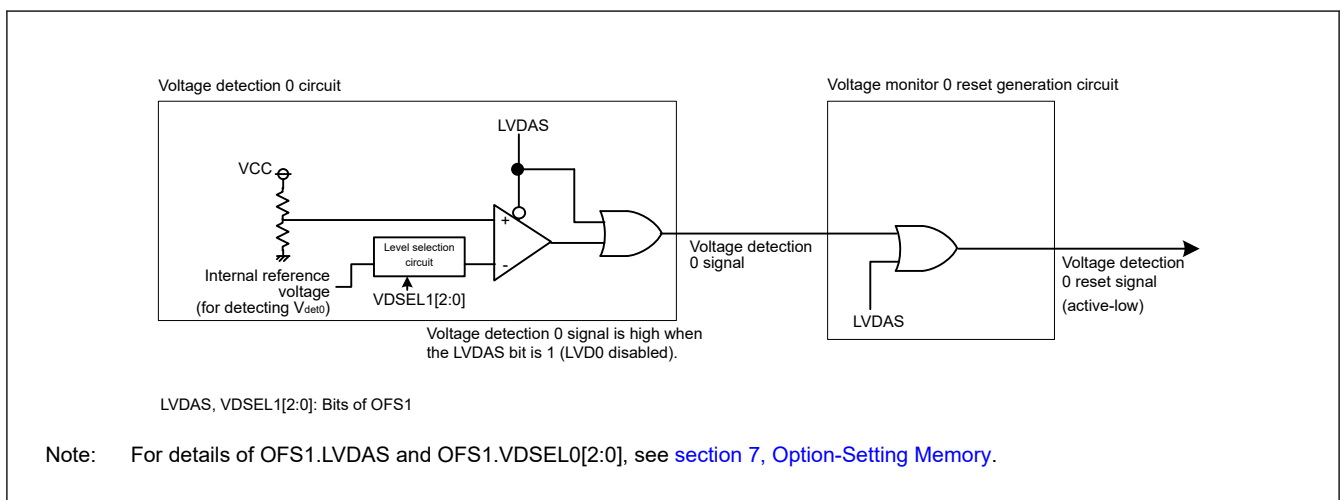 Voltage detection 0 circuit
Voltage monitor 0 reset generation circuit
LVDAS
VCC
+
-
Level selection
circuit
Internal reference
voltage
(for detecting Vdet0)
VDSEL1[2:0]
Voltage detection
0 signal
LVDAS
Voltage detection
0 reset signal
(active-low)
Voltage detection 0 signal is high when
the LVDAS bit is 1 (LVD0 disabled).
LVDAS, VDSEL1[2:0]: Bits of OFS1
Note: For details of OFS1.LVDAS and OFS1.VDSEL0[2:0], see section 7, Option-Setting Memory.